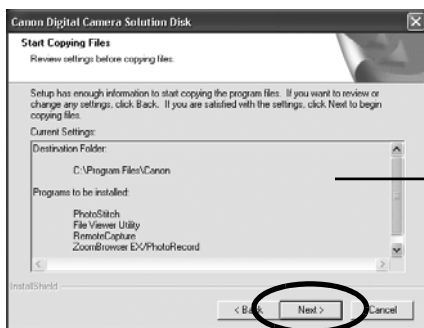 Canon Digital Camera Solution Disk
Start Copying Files
Review settings before copying files.
Setup has enough information to start copying the program files. If you want to review or
change any settings, click Back. If you are satisfied with the settings, click Next to begin
copying files.
Current Settings:
Destination Folder:
C:\Program Files\Canon
Programs to be installed:
PhotoStitch
File Viewer Utility
RemoteCapture
ZoomBrowser EX/PhotoRecord
InstallShield
< Back
Next >
Cancel